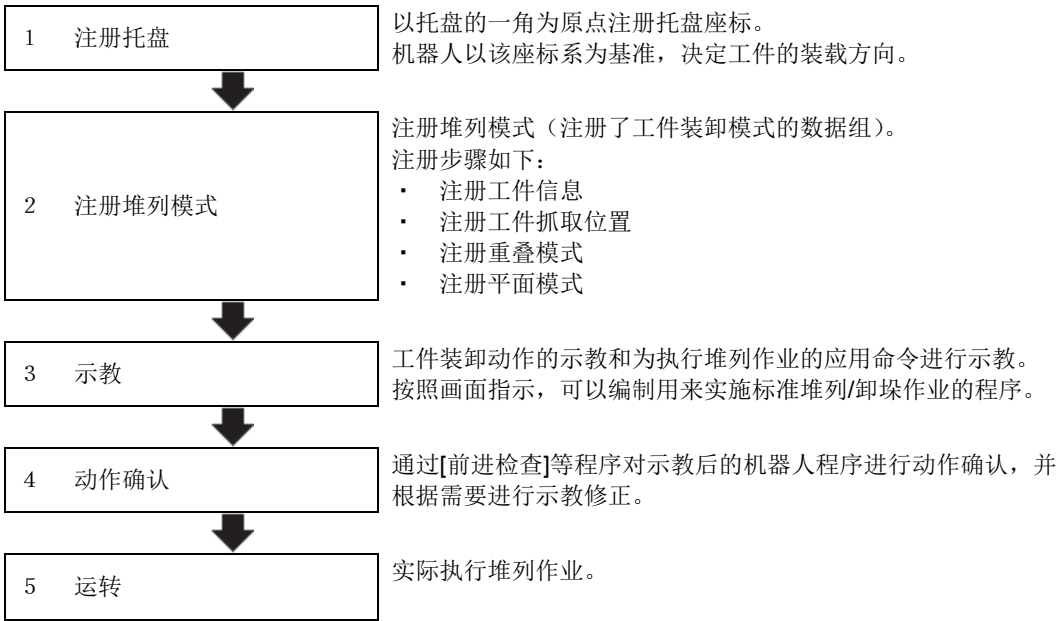 1 注册托盘
以托盘的一角为原点注册托盘座标。
机器人以该座标系为基准，决定工件的装载方向。
2 注册堆列模式
注册堆列模式（注册了工件装卸模式的数据组）。
注册步骤如下：
・ 注册工件信息
・ 注册工件抓取位置
・ 注册重叠模式
・ 注册平面模式
3 示教
工件装卸动作的示教和为执行堆列作业的应用命令进行示教。
按照画面指示，可以编制用来实施标准堆列/卸垛作业的程序。
4 动作确认
通过[前进检查]等程序对示教后的机器人程序进行动作确认，并
根据需要进行示教修正。
5 运转
实际执行堆列作业。